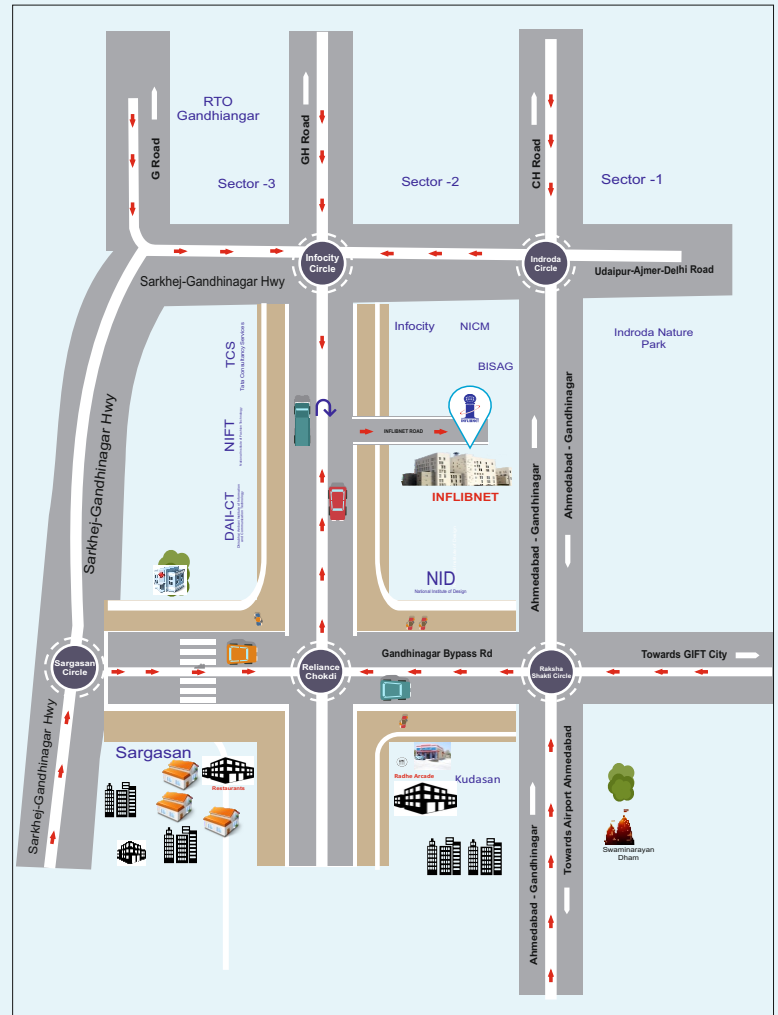 RTO
Gandhiangar
G Road
GH Road
CH Road
Sector -3
Sector -2
Sector -1
Infocity
Circle
Indroda
Circle
Sarkhej-Gandhinagar Hwy
Udaipur-Ajmer-Delhi Road
Infocity
NICM
BISAG
Indroda Nature
Park
TCS
Tata Consultancy Services
NIFT
DAII-CT
Sarkhej-Gandhinagar Hwy
INFLIBNET ROAD
INFLIBNET
INFLIBNET
Ahmedabad - Gandhinagar
Ahmedabad - Gandhinagar
NID
National Institute of Design
Sargasan
Circle
Reliance
Chokdi
Gandhinagar Bypass Rd
Raksha
Shakti Circle
Towards GIFT City
Sarkhej-Gandhinagar Hwy
Sargasan
Restaurants
Radhe Arcade
Kudasan
Ahmedabad - Gandhinagar
Towards Airport Ahmedabad
Swaminarayan
Dham